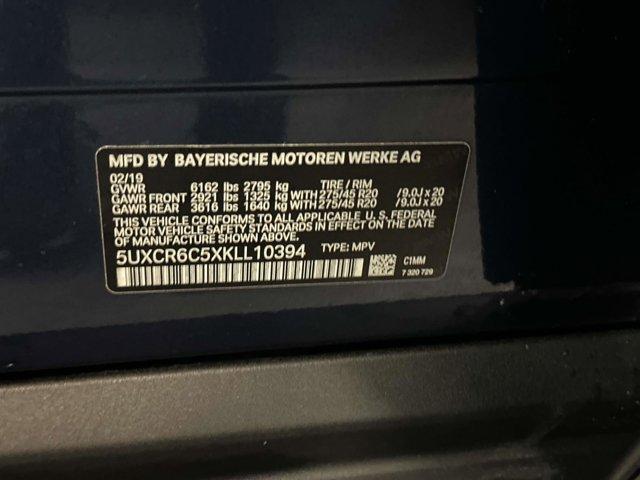 MFD BY BAYERISCHE MOTOREN WERKE AG
02/19 TIRE / RIM
GVWR 6162 lbs 2795 kg
GAWR FRONT 2921 lbs 1325 kg WITH 275/45 R20 /9.0J x 20
GAWR REAR 3616 lbs 1640 kg WITH 275/45 R20 /9.0J x 20
THIS VEHICLE CONFORMS TO ALL APPLICABLE U. S. FEDERAL
MOTOR VEHICLE SAFETY STANDARDS IN EFFECT ON THE DATE
OF MANUFACTURE SHOWN ABOVE.
5UXCR6C5XKLL10394 TYPE: MPV
C1MM
7 320 729